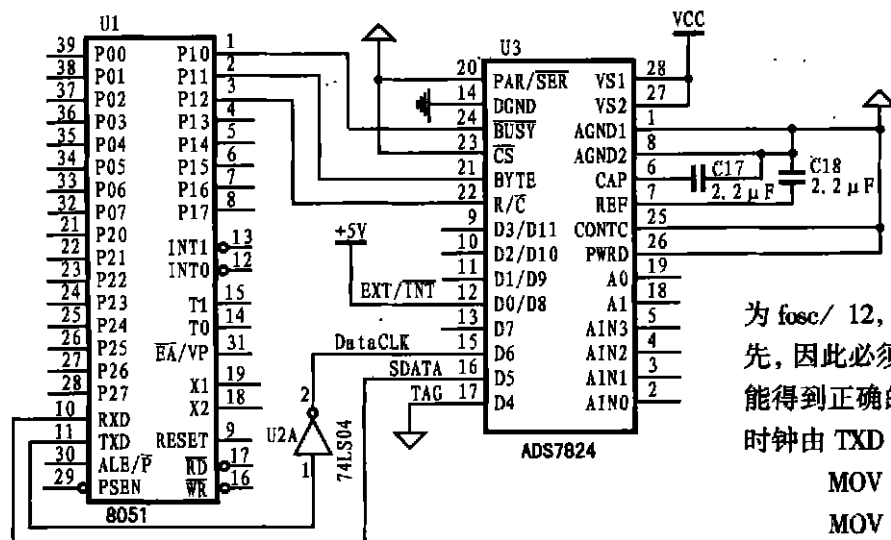 U1
39 P00 P10 1
38 P01 P11 2
37 P02 P12 3
36 P03 P13 4
35 P04 P14 5
34 P05 P15 6
33 P06 P16 7
32 P07 P17 8
21 P20
22 P21 INT1 13
23 P22 INT0 12
24 P23 T1 15
25 P24 T0 14
26 P25 EA/VP 31
27 P26 X1 19
28 P27 X2 18
10 RXD
11 TXD RESET 9
30 ALE/P RD 17
29 PSEN WR 16
8051
2
U2A
1
74LS04
+5V
EXT/INT
DataCLK
SDATA
TAG
U3
VCC
20 PAR/SER VS1 28
14 DGND VS2 27
24 BUSY AGND1 1
23 CS AGND2 8
21 BYTE CAP 6
22 R/C REF 7
9 D3/D11 CONTC 25
10 D2/D10 PWRD 26
11 D1/D9 A0 19
12 D0/D8 A1 18
13 D7 AIN3 5
15 D6 AIN2 4
16 D5 AIN1 3
17 D4 AIN0 2
ADS7824
C17
2.2μF
C18
2.2μF
为 fosc/ 12,
先，因此必须
能得到正确的
时钟由 TXD
MOV
MOV